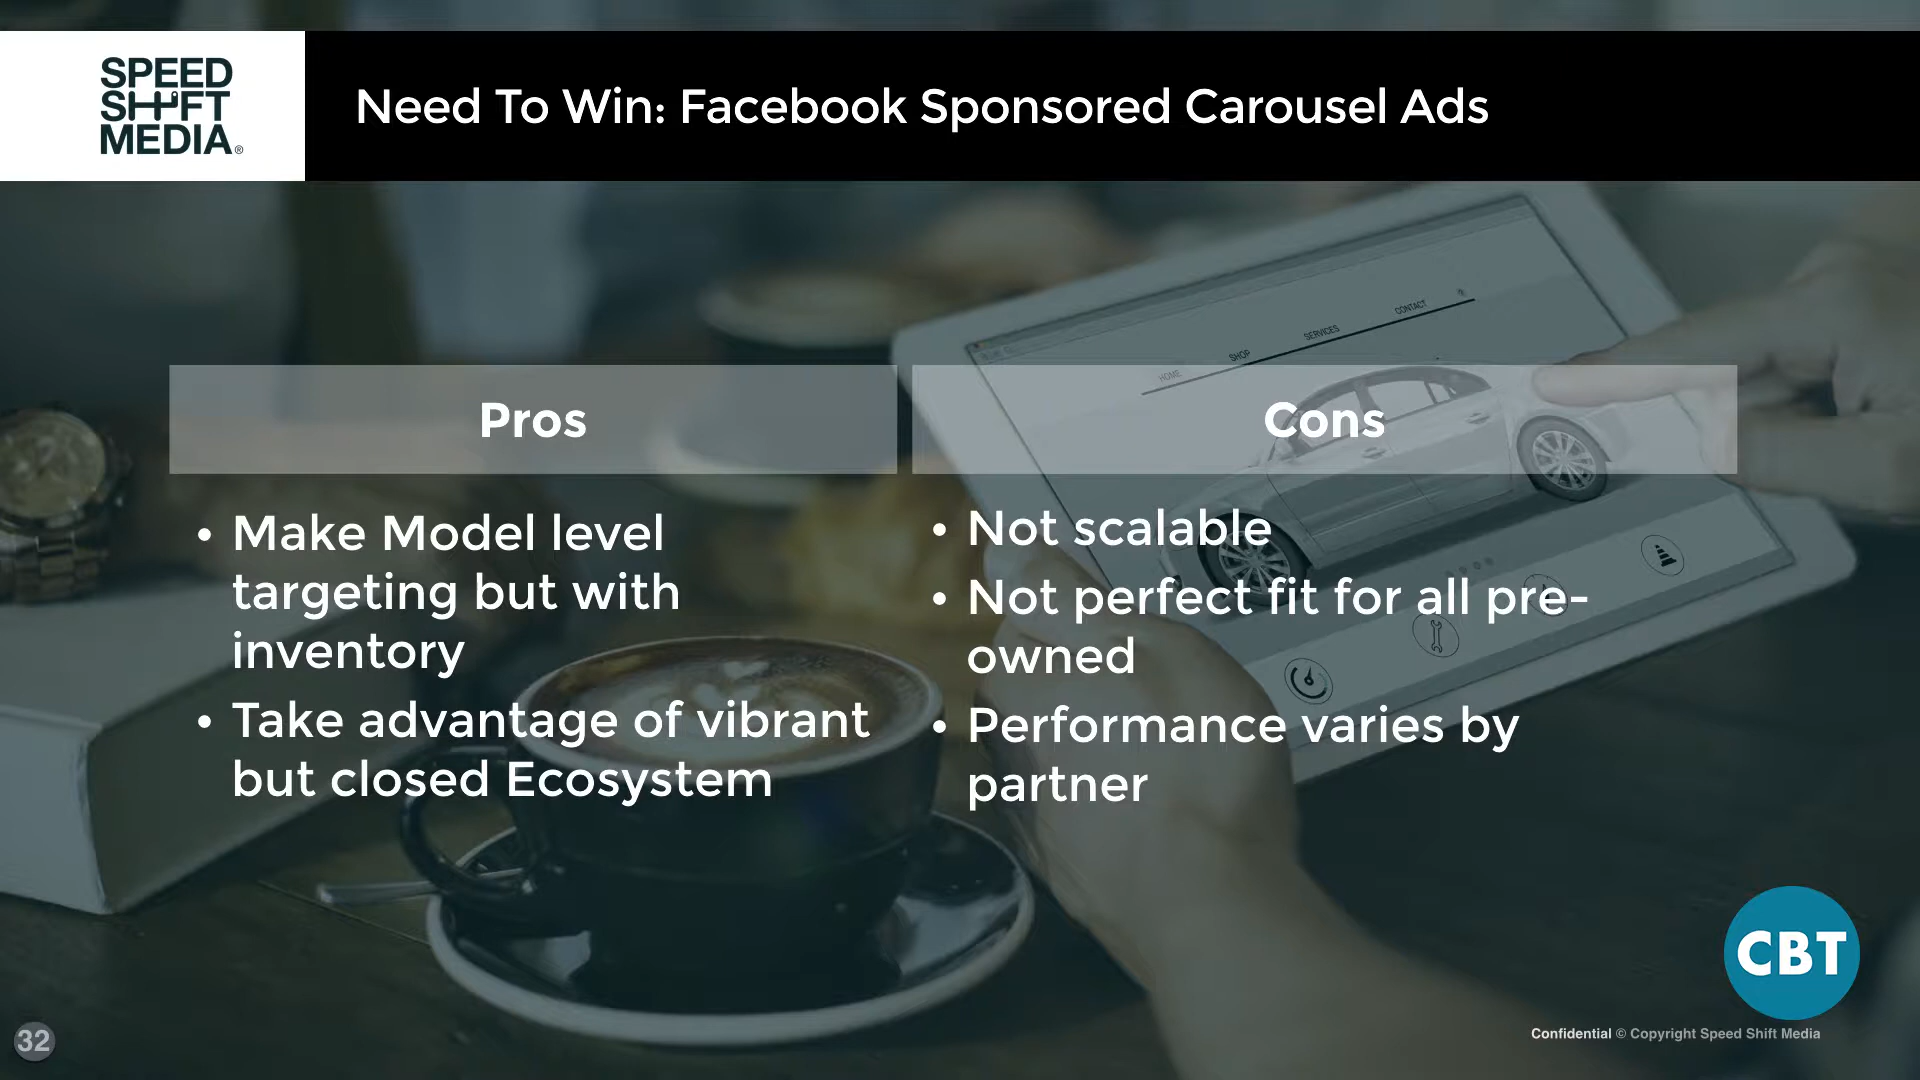 SPEED
SHIFT
MEDIA®
Need To Win: Facebook Sponsored Carousel Ads
HOME
SHOP
SERVICES
CONTACT
Pros
Cons
• Make Model level
targeting but with
inventory
• Take advantage of vibrant
but closed Ecosystem
• Not scalable
• Not perfect fit for all pre-
owned
• Performance varies by
partner
CBT
32
Confidential © Copyright Speed Shift Media